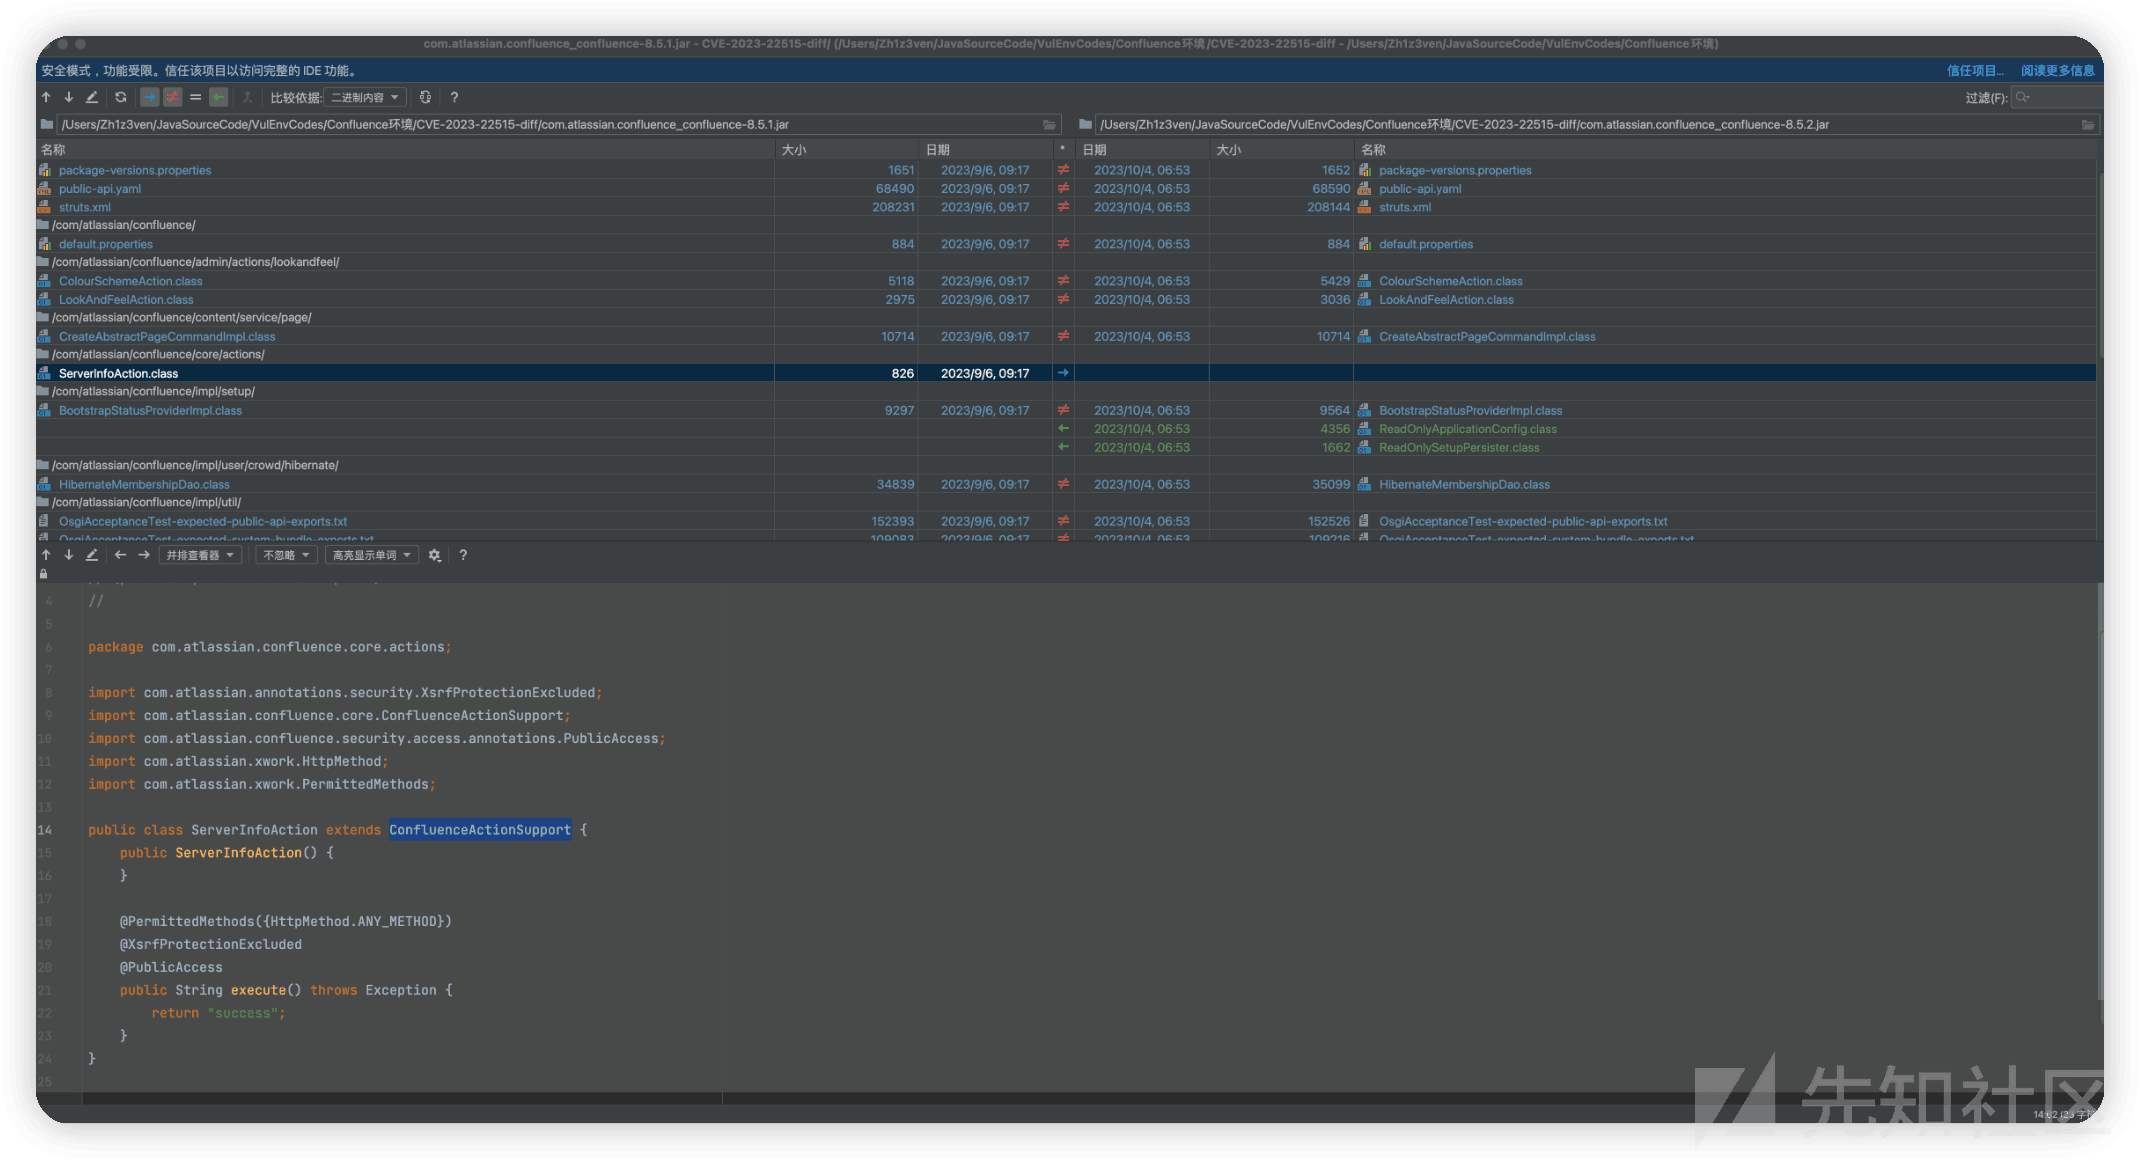 com.atlassian.confluence_confluence-8.5.1.jar - CVE-2023-22515-diff/ (/Users/Zh1z3ven/JavaSourceCode/VulEnvCodes/Confluence环境/CVE-2023-22515-diff - /Users/Zh1z3ven/JavaSourceCode/VulEnvCodes/Confluence环境)
安全模式，功能受限。信任该项目以访问完整的 IDE 功能。 信任项目... 阅读更多信息
比较依据: 二进制内容 ? 过滤(F):
/Users/Zh1z3ven/JavaSourceCode/VulEnvCodes/Confluence环境/CVE-2023-22515-diff/com.atlassian.confluence_confluence-8.5.1.jar /Users/Zh1z3ven/JavaSourceCode/VulEnvCodes/Confluence环境/CVE-2023-22515-diff/com.atlassian.confluence_confluence-8.5.2.jar
名称 大小 日期 * 日期 大小 名称
package-versions.properties 1651 2023/9/6, 09:17 ≠ 2023/10/4, 06:53 1652 package-versions.properties
public-api.yaml 68490 2023/9/6, 09:17 ≠ 2023/10/4, 06:53 68590 public-api.yaml
struts.xml 208231 2023/9/6, 09:17 ≠ 2023/10/4, 06:53 208144 struts.xml
/com/atlassian/confluence/
default.properties 884 2023/9/6, 09:17 ≠ 2023/10/4, 06:53 884 default.properties
/com/atlassian/confluence/admin/actions/lookandfeel/
ColourSchemeAction.class 5118 2023/9/6, 09:17 ≠ 2023/10/4, 06:53 5429 ColourSchemeAction.class
LookAndFeelAction.class 2975 2023/9/6, 09:17 ≠ 2023/10/4, 06:53 3036 LookAndFeelAction.class
/com/atlassian/confluence/content/service/page/
CreateAbstractPageCommandImpl.class 10714 2023/9/6, 09:17 ≠ 2023/10/4, 06:53 10714 CreateAbstractPageCommandImpl.class
/com/atlassian/confluence/core/actions/
ServerInfoAction.class 826 2023/9/6, 09:17 →
/com/atlassian/confluence/impl/setup/
BootstrapStatusProviderImpl.class 9297 2023/9/6, 09:17 ≠ 2023/10/4, 06:53 9564 BootstrapStatusProviderImpl.class
← 2023/10/4, 06:53 4356 ReadOnlyApplicationConfig.class
← 2023/10/4, 06:53 1662 ReadOnlySetupPersister.class
/com/atlassian/confluence/impl/user/crowd/hibernate/
HibernateMembershipDao.class 34839 2023/9/6, 09:17 ≠ 2023/10/4, 06:53 35099 HibernateMembershipDao.class
/com/atlassian/confluence/impl/util/
OsgiAcceptanceTest-expected-public-api-exports.txt 152393 2023/9/6, 09:17 ≠ 2023/10/4, 06:53 152526 OsgiAcceptanceTest-expected-public-api-exports.txt
OsgiAcceptanceTest-expected-system-bundle-exports.txt 109083 2023/9/6, 09:17 ≠ 2023/10/4, 06:53 109216 OsgiAcceptanceTest-expected-system-bundle-exports.txt
并排查看器 不忽略 高亮显示单词 ?
4 //
5
6 package com.atlassian.confluence.core.actions;
7
8 import com.atlassian.annotations.security.XsrfProtectionExcluded;
9 import com.atlassian.confluence.core.ConfluenceActionSupport;
10 import com.atlassian.confluence.security.access.annotations.PublicAccess;
11 import com.atlassian.xwork.HttpMethod;
12 import com.atlassian.xwork.PermittedMethods;
13
14 public class ServerInfoAction extends ConfluenceActionSupport {
15 public ServerInfoAction() {
16 }
17
18 @PermittedMethods({HttpMethod.ANY_METHOD})
19 @XsrfProtectionExcluded
20 @PublicAccess
21 public String execute() throws Exception {
22 return "success";
23 }
24 }
25
先知社区